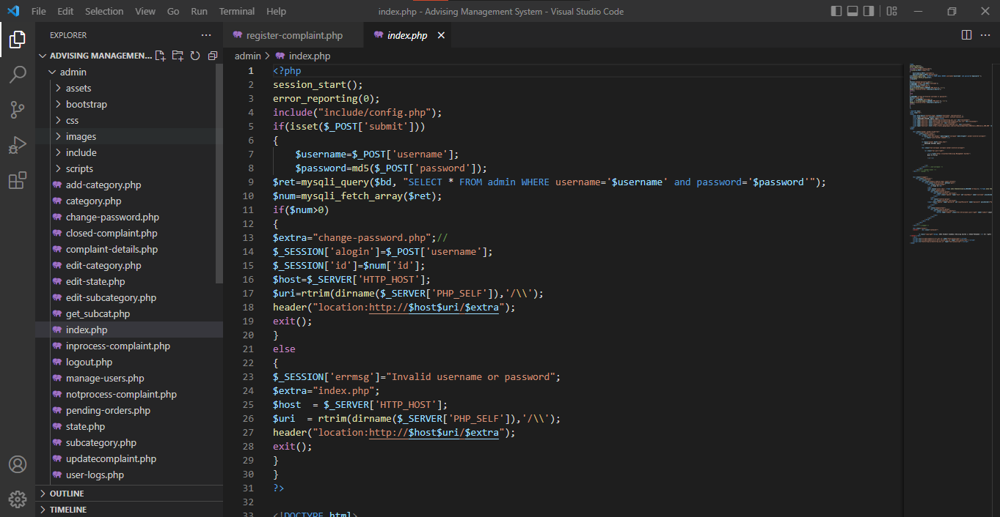 File Edit Selection View Go Run Terminal Help
index.php - Advising Management System - Visual Studio Code
EXPLORER
ADVISING MANAGEMEN...
admin
assets
bootstrap
css
images
include
scripts
add-category.php
category.php
change-password.php
closed-complaint.php
complaint-details.php
edit-category.php
edit-state.php
edit-subcategory.php
get_subcat.php
index.php
inprocess-complaint.php
logout.php
manage-users.php
notprocess-complaint.php
pending-orders.php
state.php
subcategory.php
updatecomplaint.php
user-logs.php
OUTLINE
TIMELINE
register-complaint.php
index.php
admin > index.php
1 <?php
2 session_start();
3 error_reporting(0);
4 include("include/config.php");
5 if(isset($_POST['submit']))
6 {
7     $username=$_POST['username'];
8     $password=md5($_POST['password']);
9 $ret=mysqli_query($bd, "SELECT * FROM admin WHERE username='$username' and password='$password'");
10 $num=mysqli_fetch_array($ret);
11 if($num>0)
12 {
13 $extra="change-password.php";//
14 $_SESSION['alogin']=$_POST['username'];
15 $_SESSION['id']=$num['id'];
16 $host=$_SERVER['HTTP_HOST'];
17 $uri=rtrim(dirname($_SERVER['PHP_SELF']),'/\\');
18 header("location:http://$host$uri/$extra");
19 exit();
20 }
21 else
22 {
23 $_SESSION['errmsg']="Invalid username or password";
24 $extra="index.php";
25 $host  = $_SERVER['HTTP_HOST'];
26 $uri  = rtrim(dirname($_SERVER['PHP_SELF']),'/\\');
27 header("location:http://$host$uri/$extra");
28 exit();
29 }
30 }
31 ?>
32
33 <!DOCTYPE html>